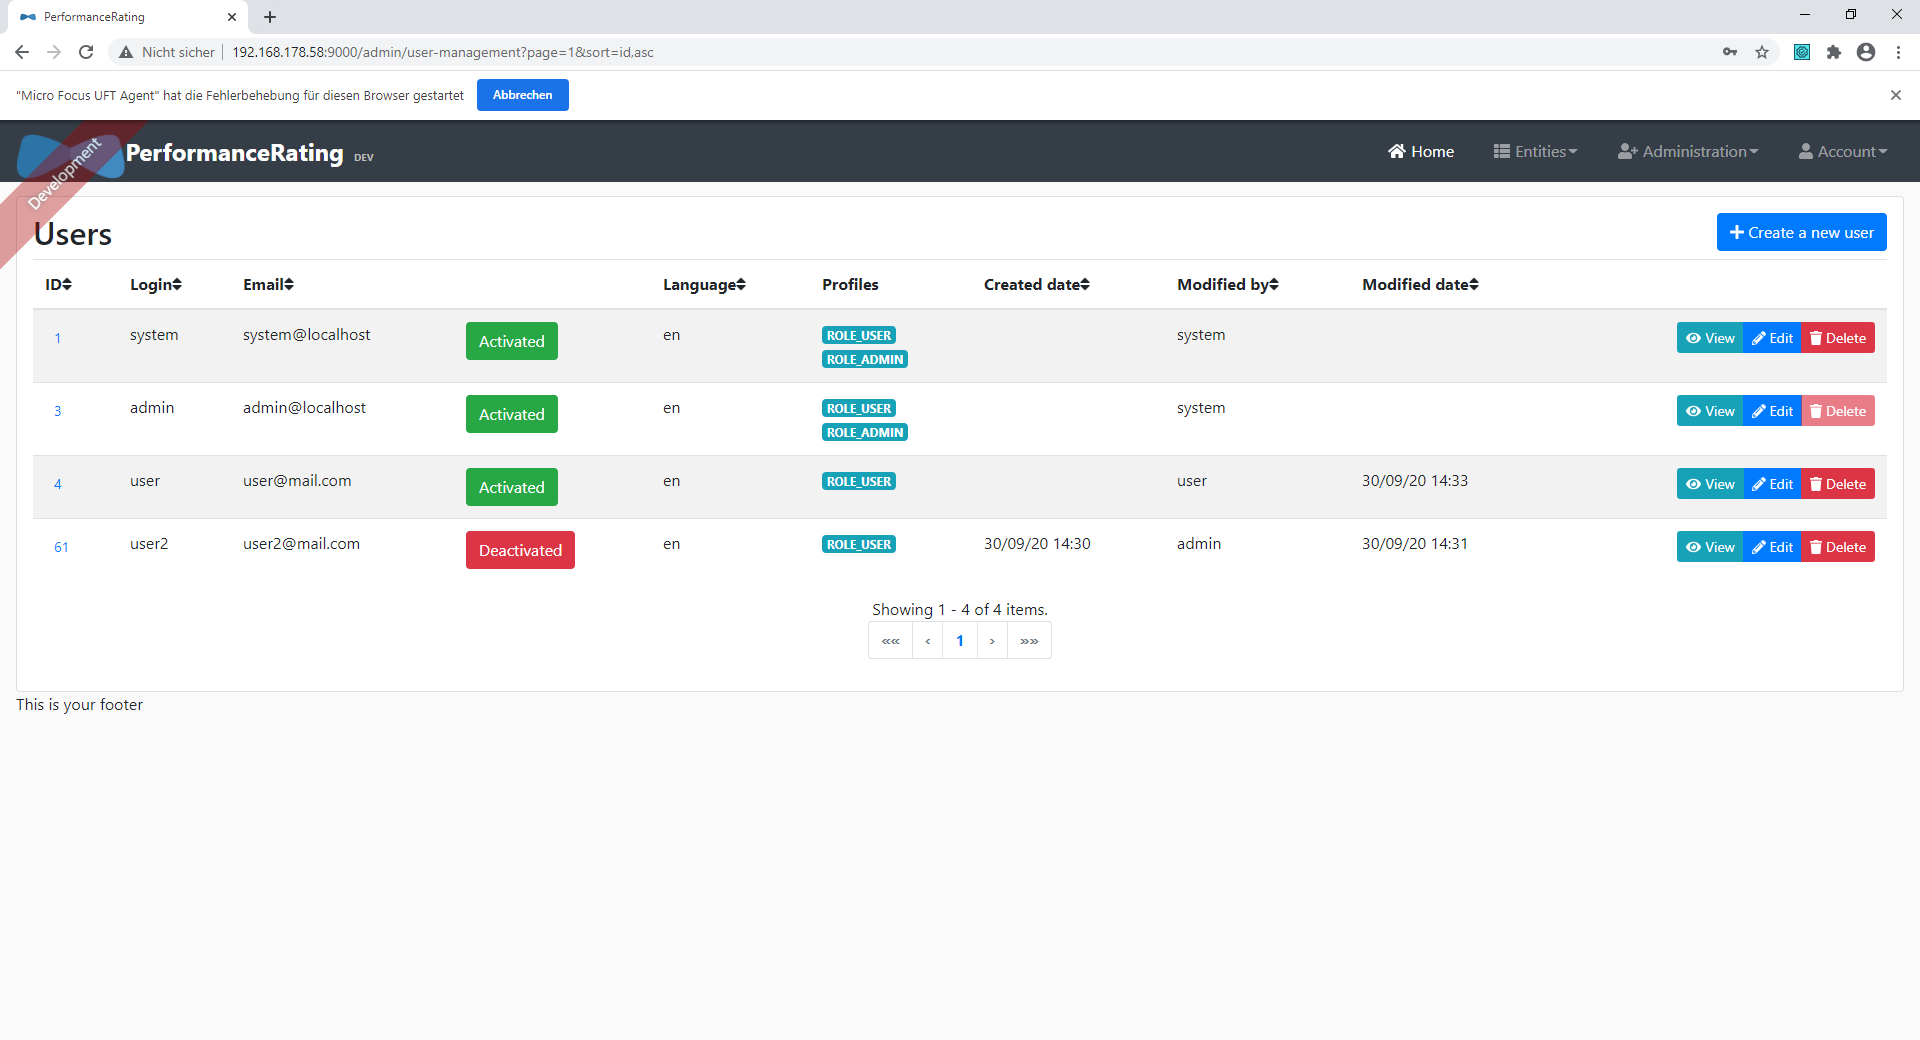 PerformanceRating
Nicht sicher 192.168.178.58:9000/admin/user-management?page=1&sort=id,asc
"Micro Focus UFT Agent" hat die Fehlerbehebung für diesen Browser gestartet Abbrechen
Development
PerformanceRating DEV Home Entities Administration Account
Users Create a new user
ID Login Email Language Profiles Created date Modified by Modified date
1 system system@localhost Activated en ROLE_USER system View Edit Delete
ROLE_ADMIN
3 admin admin@localhost Activated en ROLE_USER system View Edit Delete
ROLE_ADMIN
4 user user@mail.com Activated en ROLE_USER user 30/09/20 14:33 View Edit Delete
61 user2 user2@mail.com Deactivated en ROLE_USER 30/09/20 14:30 admin 30/09/20 14:31 View Edit Delete
Showing 1 - 4 of 4 items.
«« ‹ 1 › »»
This is your footer